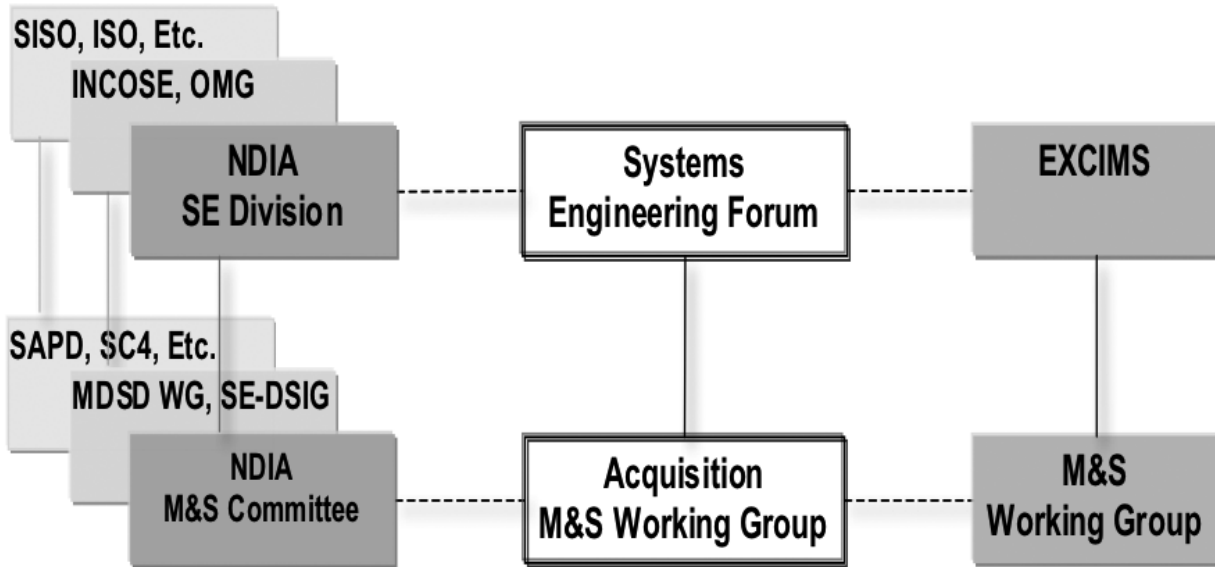 SISO, ISO, Etc.
INCOSE, OMG
NDIA
SE Division
Systems
Engineering Forum
EXCIMS
SAPD, SC4, Etc.
MDSD WG, SE-DSIG
NDIA
M&S Committee
Acquisition
M&S Working Group
M&S
Working Group